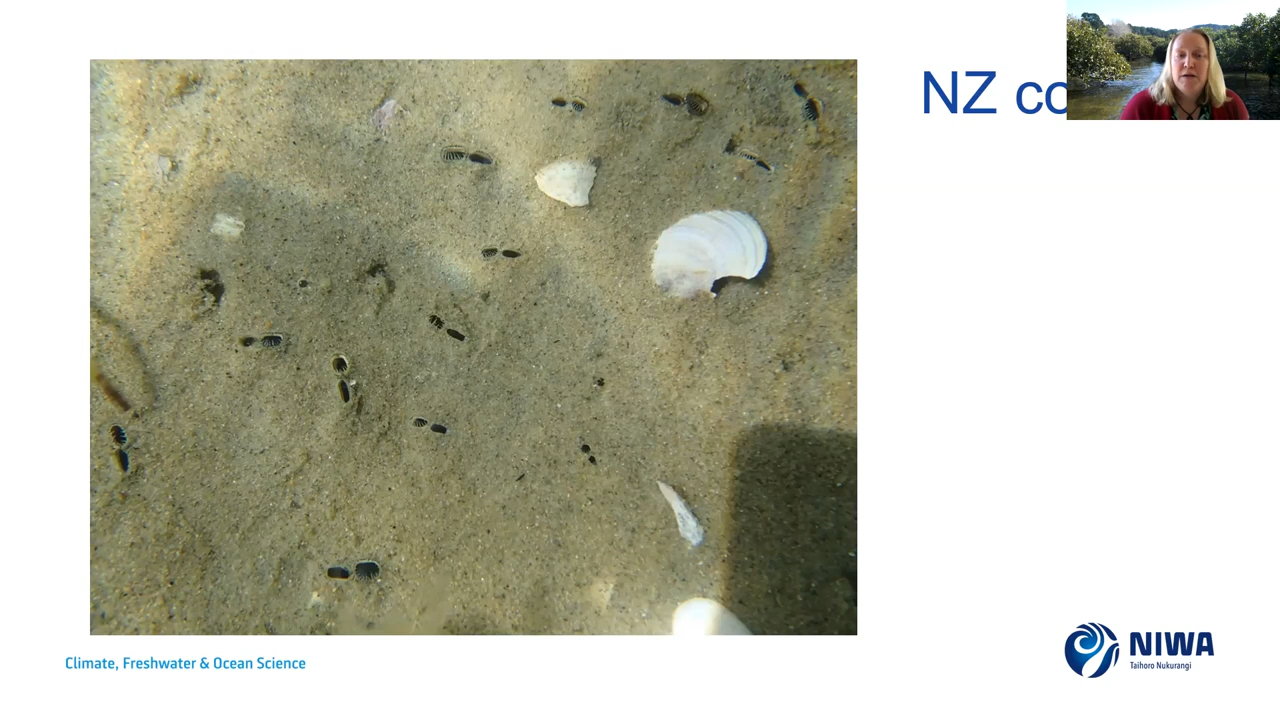 NZ co
Climate, Freshwater & Ocean Science
NIWA
Taihoro Nukurangi